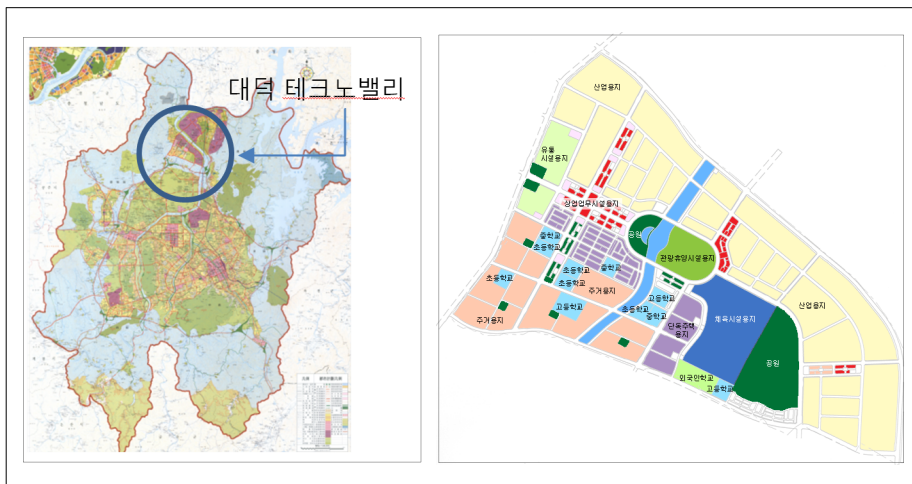 대덕 테크노밸리
산업용지
유통
시설용지
상업업무시설용지
중학교
초등학교
공원
관광휴양시설용지
초등학교
초등학교
중학교
초등학교
주거용지
고등학교
고등학교
초등학교
중학교
주거용지
단독주택
용지
체육시설용지
산업용지
공원
외국인학교
고등학교